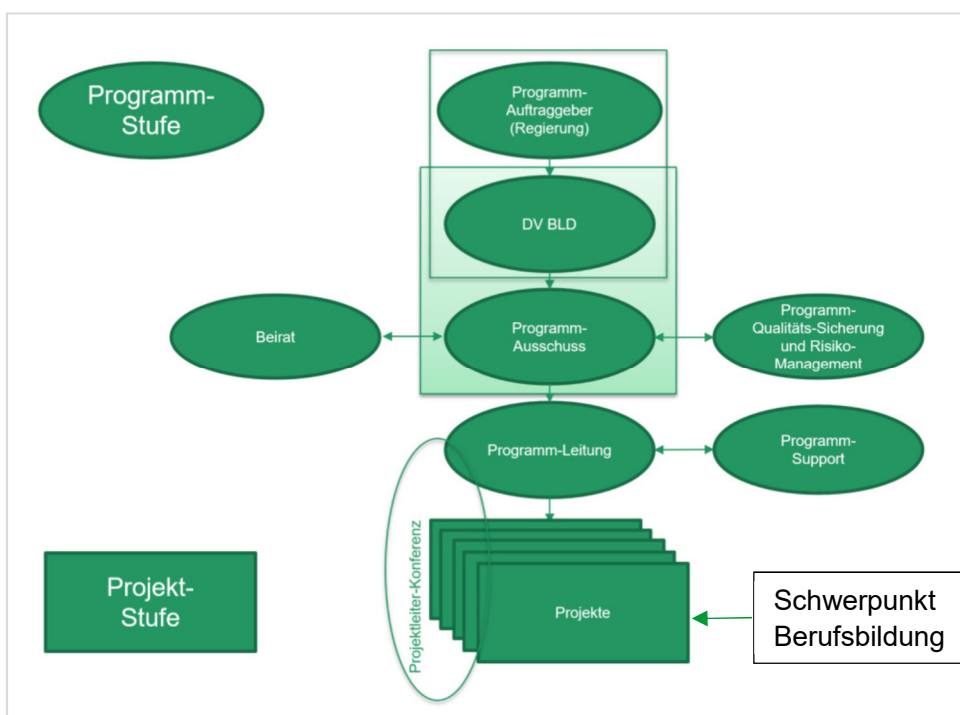 Programm-
Stufe
Programm-
Auftraggeber
(Regierung)
DV BLD
Beirat
Programm-
Ausschuss
Programm-
Qualitäts-Sicherung
und Risiko-
Management
Programm-Leitung
Programm-
Support
Projektleiter-Konferenz
Projekt-
Stufe
Projekte
Schwerpunkt
Berufsbildung